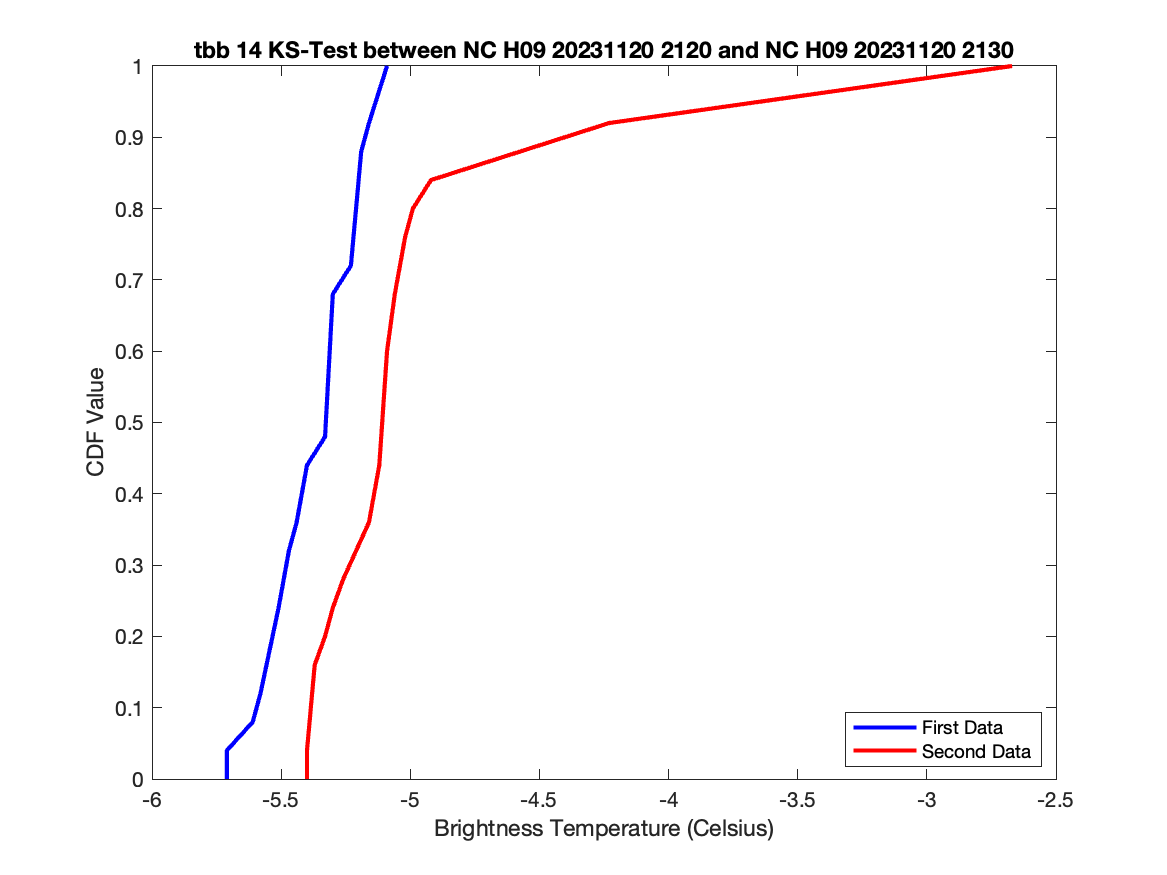 tbb 14 KS-Test between NC H09 20231120 2120 and NC H09 20231120 2130
1
0.9
0.8
0.7
0.6
0.5
0.4
0.3
0.2
0.1
0
CDF Value
First Data
Second Data
-6 -5.5 -5 -4.5 -4 -3.5 -3 -2.5
Brightness Temperature (Celsius)